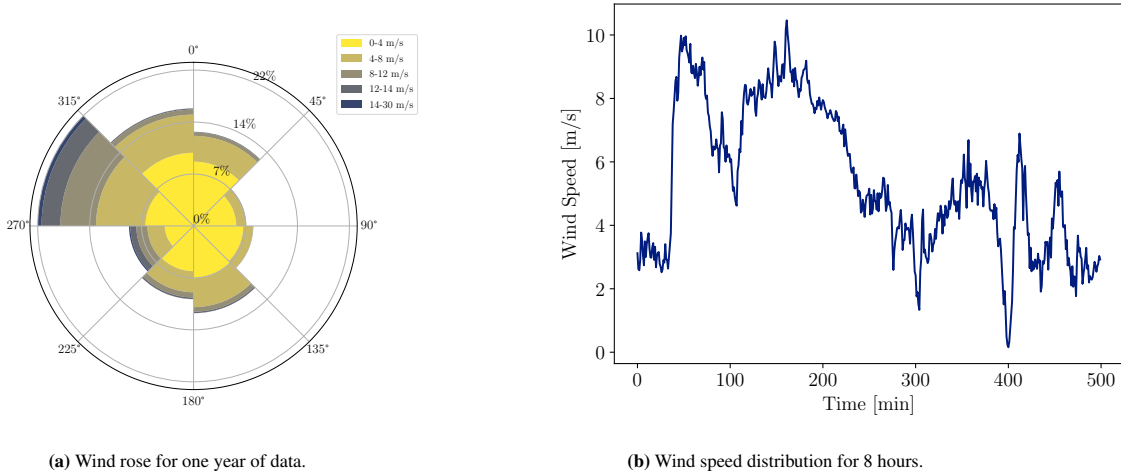 0°
45°
90°
135°
180°
225°
270°
315°
0%
7%
14%
22%
0-4 m/s
4-8 m/s
8-12 m/s
12-14 m/s
14-30 m/s
(a) Wind rose for one year of data.
Wind Speed [m/s]
10
8
6
4
2
0
0 100 200 300 400 500
Time [min]
(b) Wind speed distribution for 8 hours.